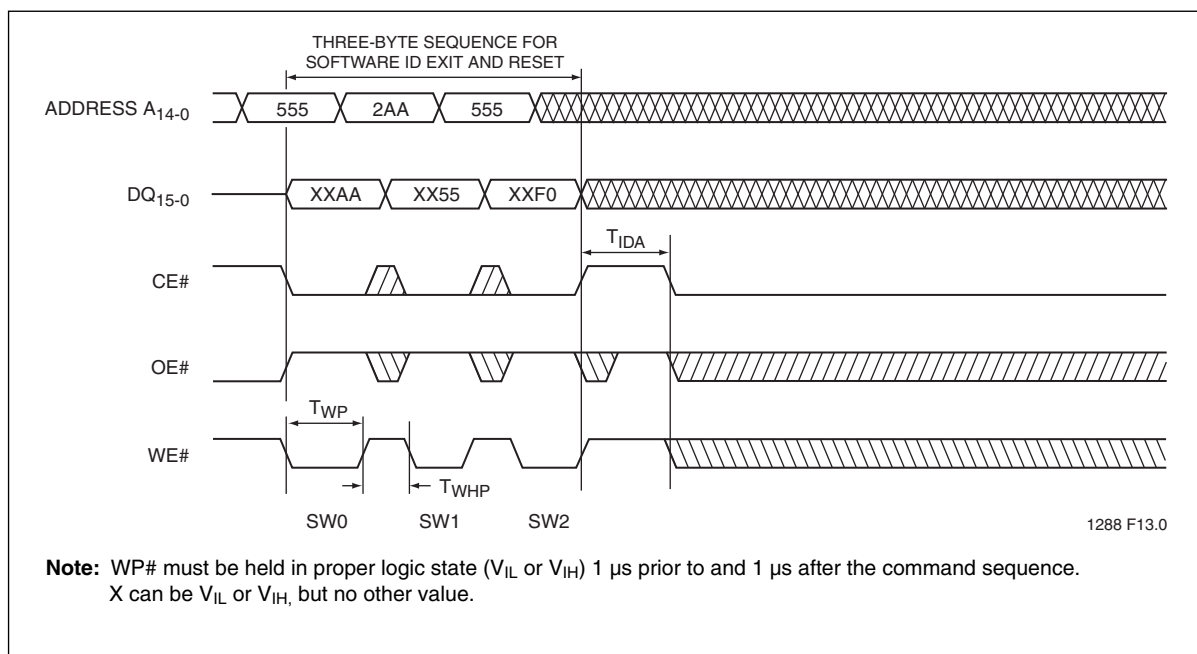 THREE-BYTE SEQUENCE FOR
SOFTWARE ID EXIT AND RESET
ADDRESS A14-0
555
2AA
555
DQ15-0
XXAA
XX55
XXF0
TIDA
CE#
OE#
TWP
WE#
TWHP
SW0
SW1
SW2
1288 F13.0
Note: WP# must be held in proper logic state (VIL or VIH) 1 µs prior to and 1 µs after the command sequence.
X can be VIL or VIH, but no other value.